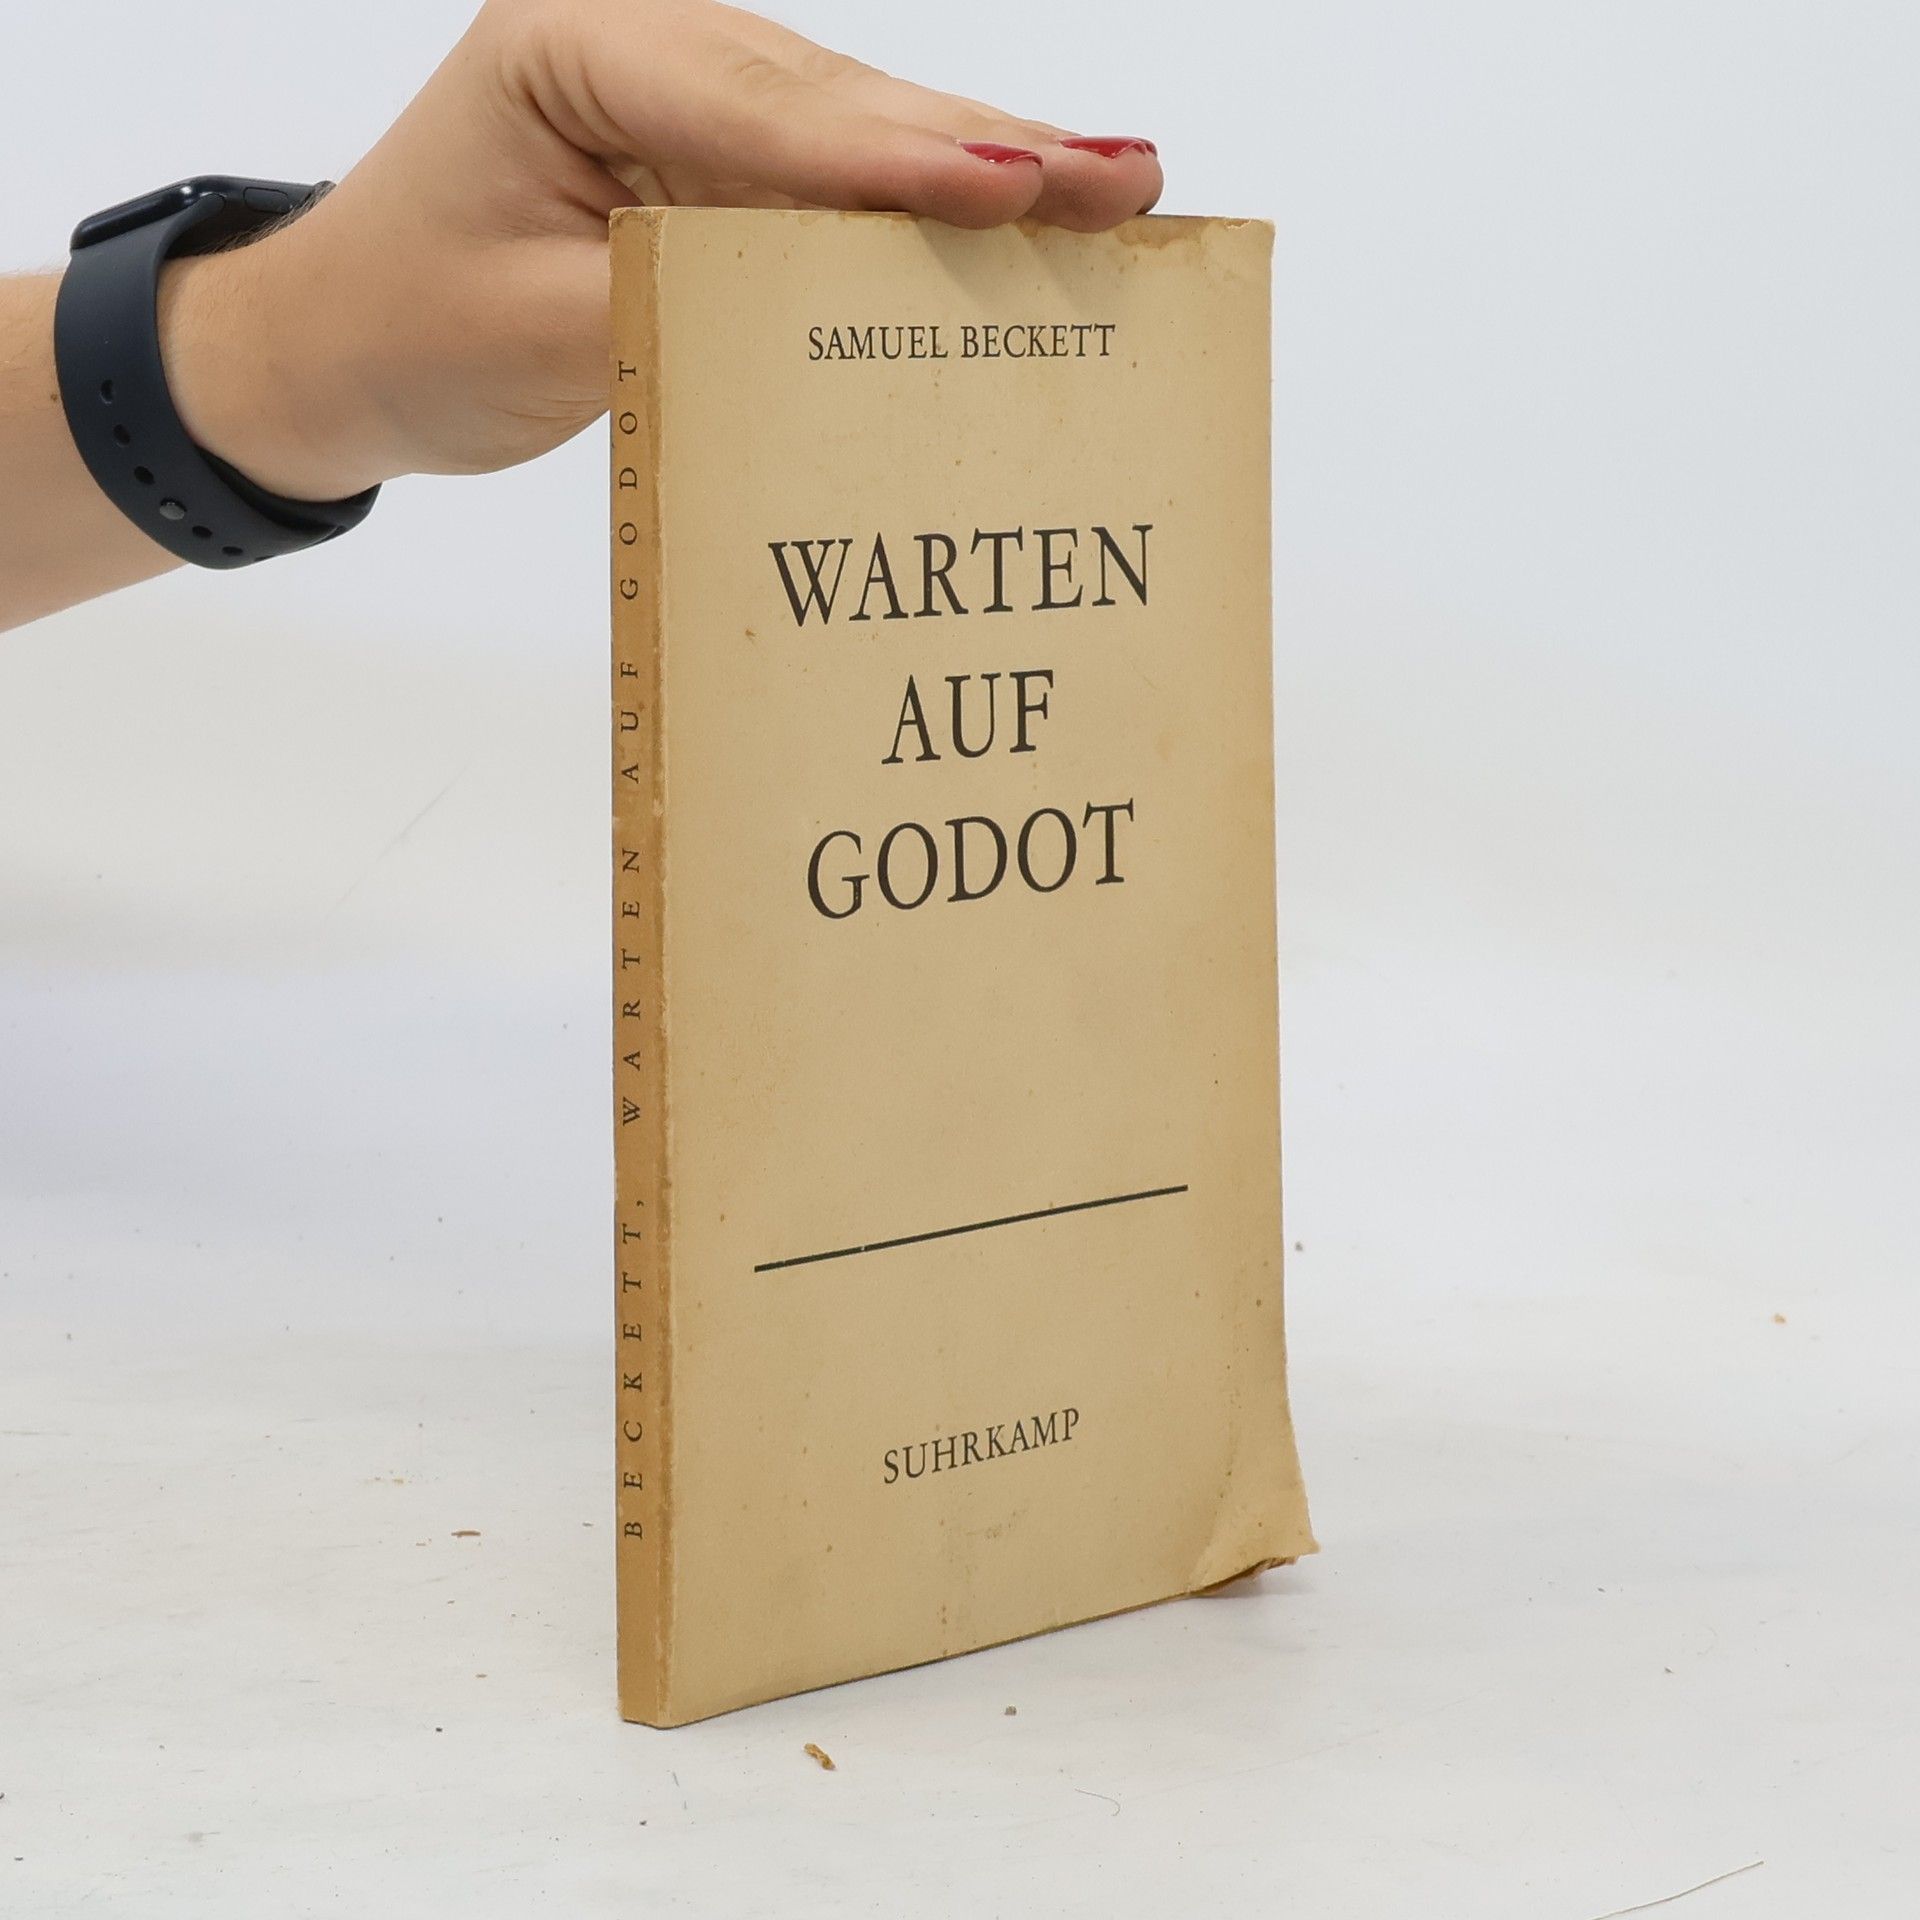 SAMUEL BECKETT
WARTEN
AUF
GODOT
SUHRKAMP
BECKETT, WARTEN AUF GODOT